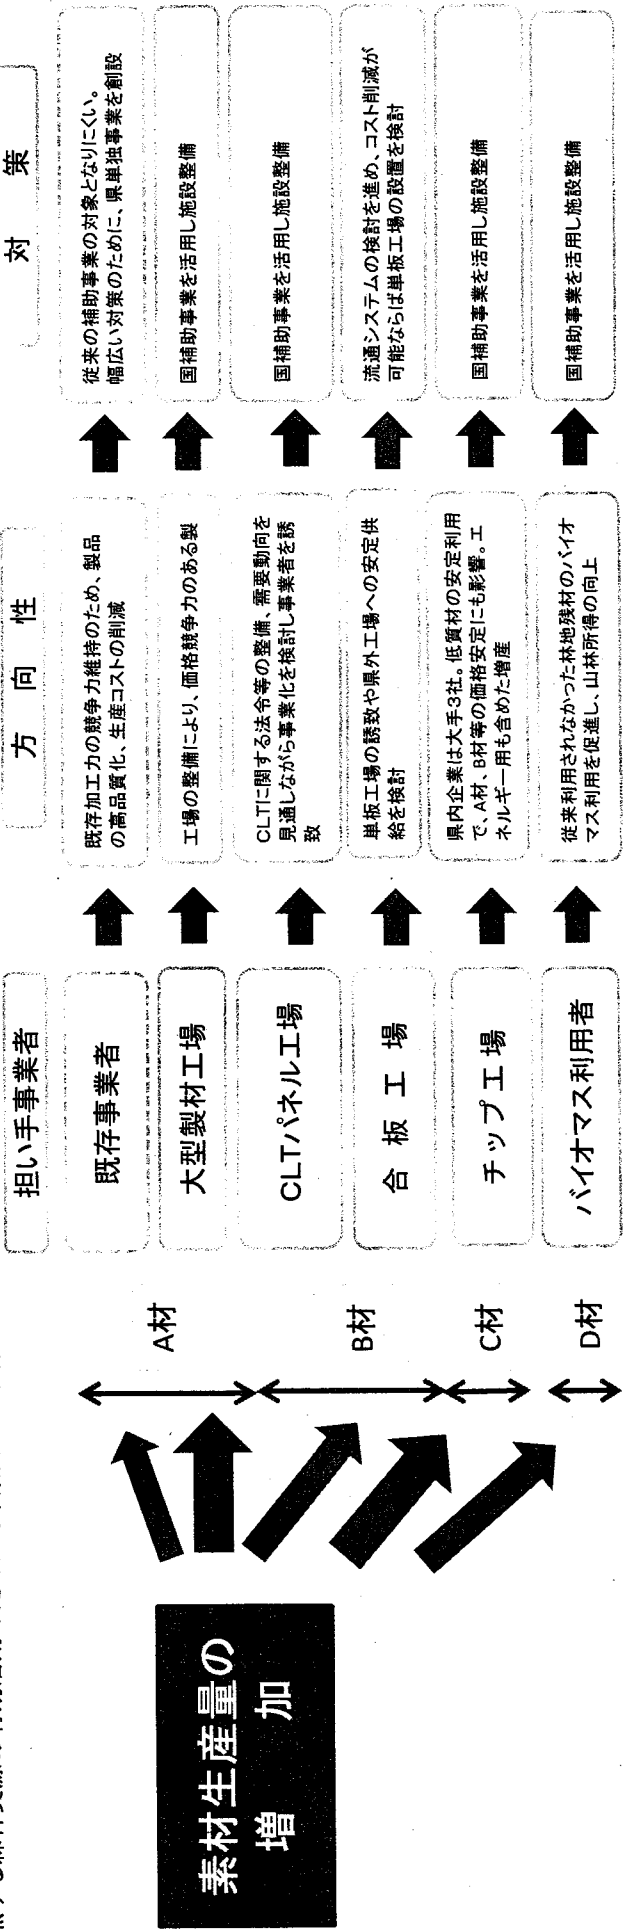 担い手事業者
方向性
対策
素材生産量の
増加
A材
B材
C材
D材
既存事業者
既存加工力の競争力維持のため、製品
の高品質化、生産コストの削減
従来の補助事業の対象となりにくい。
幅広い対策のために、県単独事業を創設
大型製材工場
工場の整備により、価格競争力のある製
国補助事業を活用し施設整備
CLTパネル工場
CLTに関する法令等の整備、需要動向を
見通しながら事業化を検討し事業者を誘
致
国補助事業を活用し施設整備
合板工場
単板工場の誘致や県外工場への安定供
給を検討
流通システムの検討を進め、コスト削減が
可能ならば単板工場の設置を検討
チップ工場
県内企業は大手3社。低質材の安定利用
で、A材、B材等の価格安定にも影響。エ
ネルギー用も含めた増産
国補助事業を活用し施設整備
バイオマス利用者
従来利用されなかった林地残材のバイオ
マス利用を促進し、山林所得の向上
国補助事業を活用し施設整備